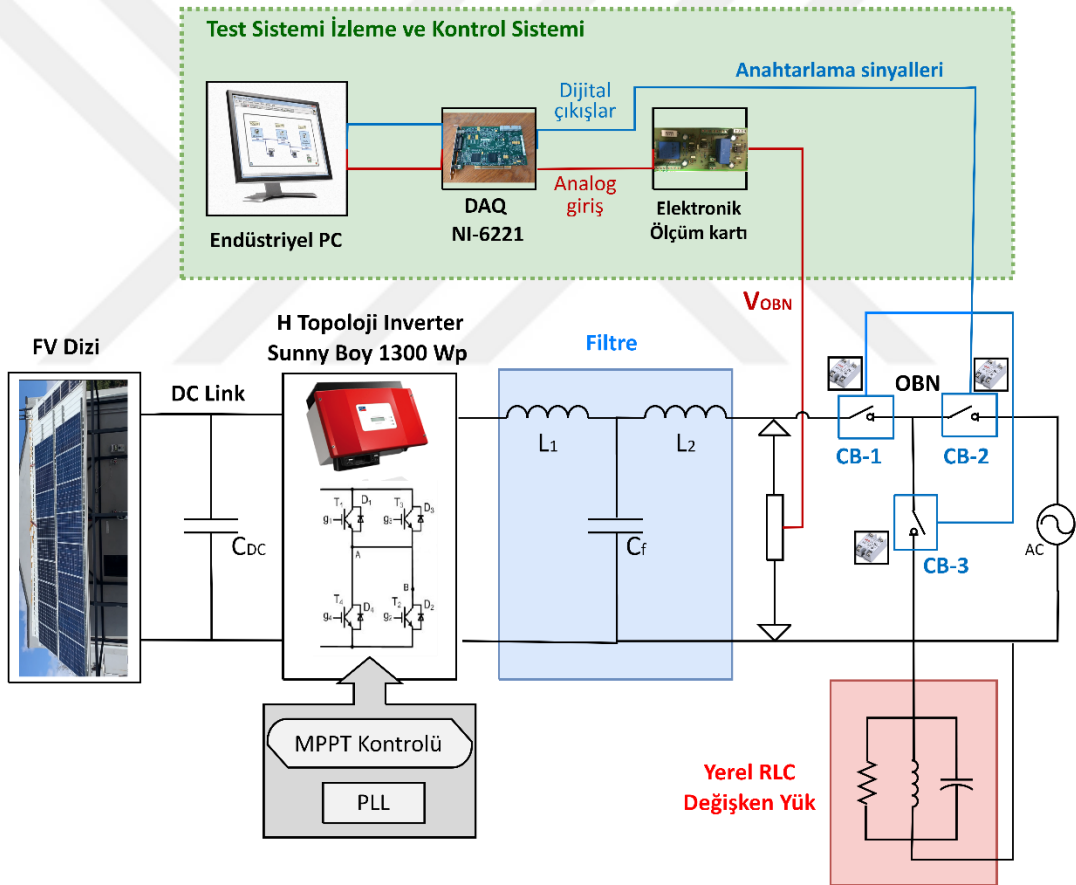 Test Sistemi İzleme ve Kontrol Sistemi
Anahtarlama sinyalleri
Dijital
çıkışlar
Analog
giriş
Endüstriyel PC
DAQ
NI-6221
Elektronik
Ölçüm kartı
VOBN
FV Dizi
DC Link
H Topoloji Inverter
Sunny Boy 1300 Wp
Filtre
OBN
CB-1
CB-2
CB-3
L1
L2
CDC
Cf
AC
T1
D1
T3
D3
g1
g3
A
B
T4
D4
T2
D2
g4
g2
MPPT Kontrolü
PLL
Yerel RLC
Değişken Yük